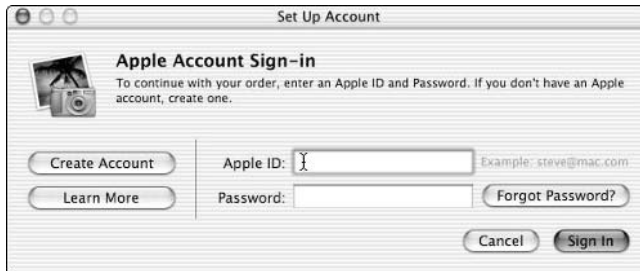 Set Up Account
Apple Account Sign-in
To continue with your order, enter an Apple ID and Password. If you don't have an Apple
account, create one.
Create Account
Learn More
Apple ID:
Example: steve@mac.com
Password:
Forgot Password?
Cancel
Sign In